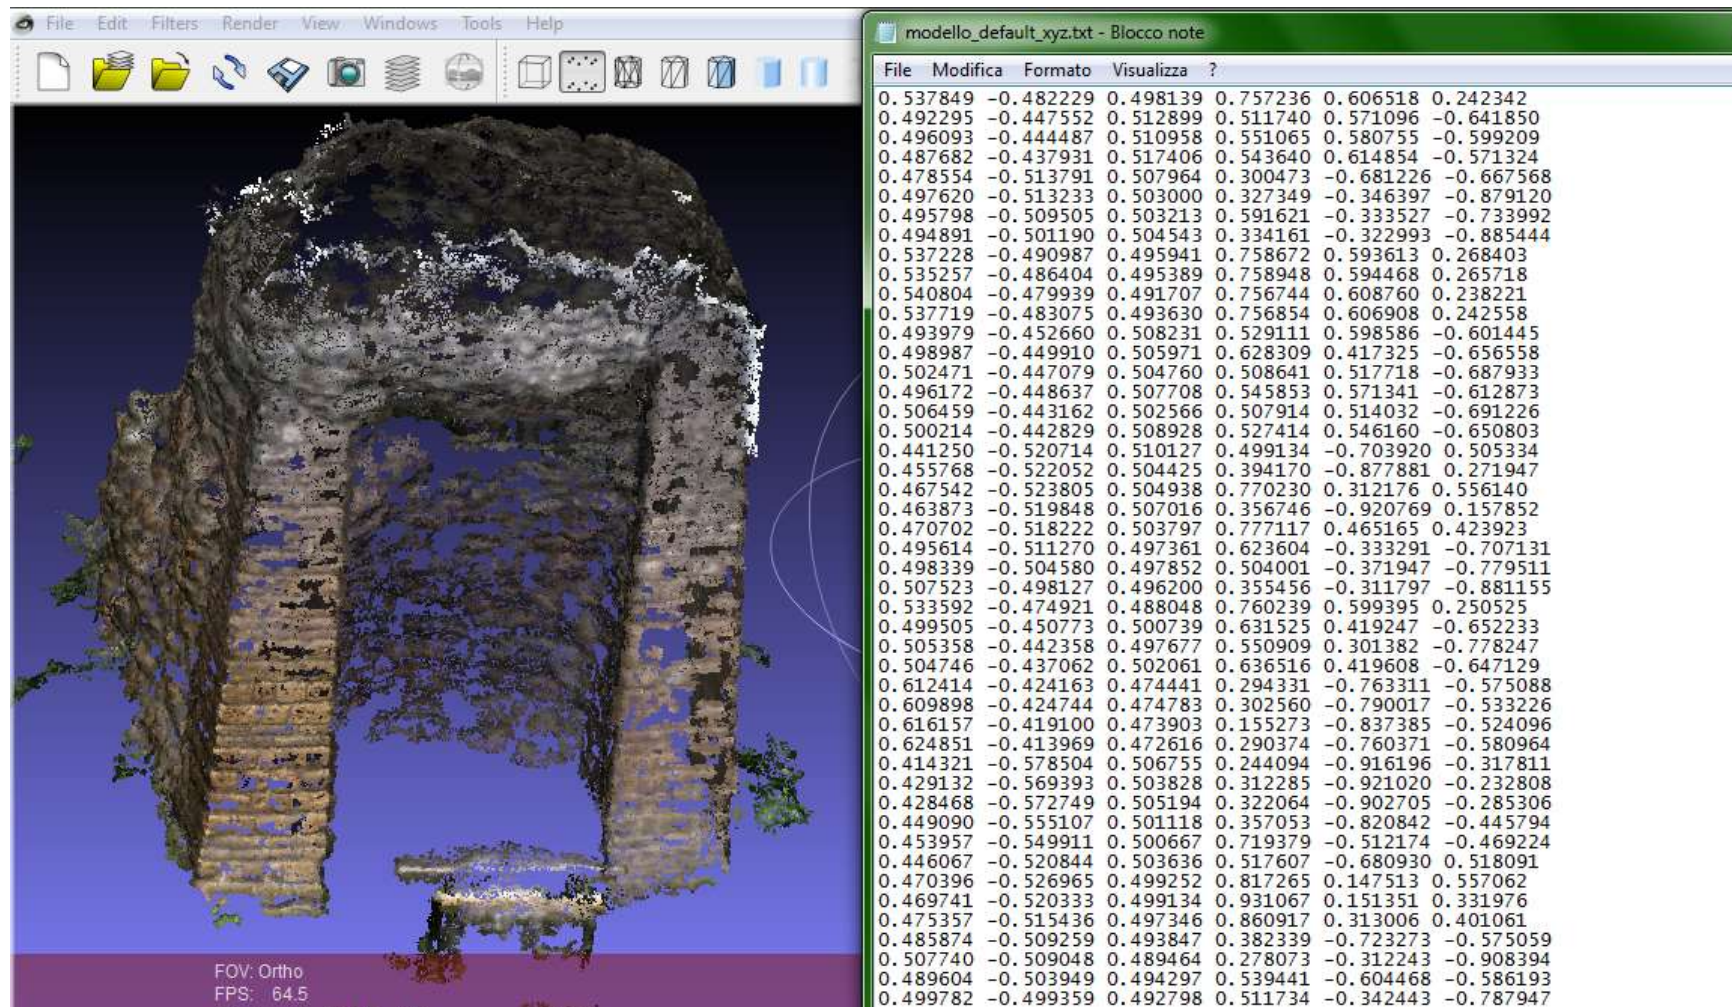 File Edit Filters Render View Windows Tools Help
FOV: Ortho
FPS: 64.5
modello_default_xyz.txt - Blocco note
File Modifica Formato Visualizza ?
0.537849 -0.482229 0.498139 0.757236 0.606518 0.242342
0.492295 -0.447552 0.512899 0.511740 0.571096 -0.641850
0.496093 -0.444487 0.510958 0.551065 0.580755 -0.599209
0.487682 -0.437931 0.517406 0.543640 0.614854 -0.571324
0.478554 -0.513791 0.507964 0.300473 -0.681226 -0.667568
0.497620 -0.513233 0.503000 0.327349 -0.346397 -0.879120
0.495798 -0.509505 0.503213 0.591621 -0.333527 -0.733992
0.494891 -0.501190 0.504543 0.334161 -0.322993 -0.885444
0.537228 -0.490987 0.495941 0.758672 0.593613 0.268403
0.535257 -0.486404 0.495389 0.758948 0.594468 0.265718
0.540804 -0.479939 0.491707 0.756744 0.608760 0.238221
0.537719 -0.483075 0.493630 0.756854 0.606908 0.242558
0.493979 -0.452660 0.508231 0.529111 0.598586 -0.601445
0.498987 -0.449910 0.505971 0.628309 0.417325 -0.656558
0.502471 -0.447079 0.504760 0.508641 0.517718 -0.687933
0.496172 -0.448637 0.507708 0.545853 0.571341 -0.612873
0.506459 -0.443162 0.502566 0.507914 0.514032 -0.691226
0.500214 -0.442829 0.508928 0.527414 0.546160 -0.650803
0.441250 -0.520714 0.510127 0.499134 -0.703920 0.505334
0.455768 -0.522052 0.504425 0.394170 -0.877881 0.271947
0.467542 -0.523805 0.504938 0.770230 0.312176 0.556140
0.463873 -0.519848 0.507016 0.356746 -0.920769 0.157852
0.470702 -0.518222 0.503797 0.777117 0.465165 0.423923
0.495614 -0.511270 0.497361 0.623604 -0.333291 -0.707131
0.498339 -0.504580 0.497852 0.504001 -0.371947 -0.779511
0.507523 -0.498127 0.496200 0.355456 -0.311797 -0.881155
0.533592 -0.474921 0.488048 0.760239 0.599395 0.250525
0.499505 -0.450773 0.500739 0.631525 0.419247 -0.652233
0.505358 -0.442358 0.497677 0.550909 0.301382 -0.778247
0.504746 -0.437062 0.502061 0.636516 0.419608 -0.647129
0.612414 -0.424163 0.474441 0.294331 -0.763311 -0.575088
0.609898 -0.424744 0.474783 0.302560 -0.790017 -0.533226
0.616157 -0.419100 0.473903 0.155273 -0.837385 -0.524096
0.624851 -0.413969 0.472616 0.290374 -0.760371 -0.580964
0.414321 -0.578504 0.506755 0.244094 -0.916196 -0.317811
0.429132 -0.569393 0.503828 0.312285 -0.921020 -0.232808
0.428468 -0.572749 0.505194 0.322064 -0.902705 -0.285306
0.449090 -0.555107 0.501118 0.357053 -0.820842 -0.445794
0.453957 -0.549911 0.500667 0.719379 -0.512174 -0.469224
0.446067 -0.520844 0.503636 0.517607 -0.680930 0.518091
0.470396 -0.526965 0.499252 0.817265 0.147513 0.557062
0.469741 -0.520333 0.499134 0.931067 0.151351 0.331976
0.475357 -0.515436 0.497346 0.860917 0.313006 0.401061
0.485874 -0.509259 0.493847 0.382339 -0.723273 -0.575059
0.507740 -0.509048 0.489464 0.278073 -0.312243 -0.908394
0.489604 -0.503949 0.494297 0.539441 -0.604468 -0.586193
0.499782 -0.499359 0.492798 0.511734 -0.342443 -0.787947